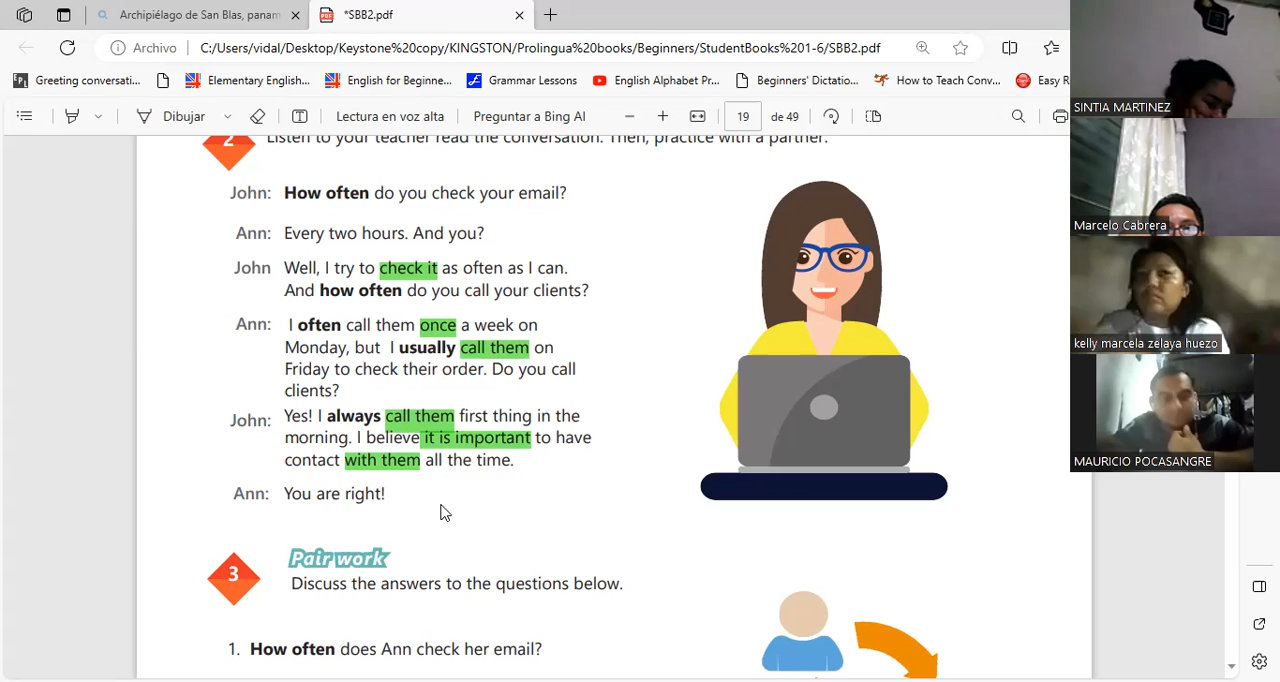 Archipiélago de San Blas, panam
*SBB2.pdf
Archivo
C:/Users/vidal/Desktop/Keystone%20copy/KINGSTON/Prolingua%20books/Beginners/StudentBooks%201-6/SBB2.pdf
Greeting conversati...
Elementary English...
English for Beginne...
Grammar Lessons
English Alphabet Pr...
Beginners' Dictatio...
How to Teach Conv...
Easy R
Dibujar
Lectura en voz alta
Preguntar a Bing AI
19
de 49
2
Listen to your teacher read the conversation. Then, practice with a partner.
John: How often do you check your email?
Ann: Every two hours. And you?
John Well, I try to check it as often as I can.
And how often do you call your clients?
Ann: I often call them once a week on
Monday, but I usually call them on
Friday to check their order. Do you call
clients?
John: Yes! I always call them first thing in the
morning. I believe it is important to have
contact with them all the time.
Ann: You are right!
3
Pair work
Discuss the answers to the questions below.
1. How often does Ann check her email?
SINTIA MARTINEZ
Marcelo Cabrera
kelly marcela zelaya huezo
MAURICIO POCASANGRE